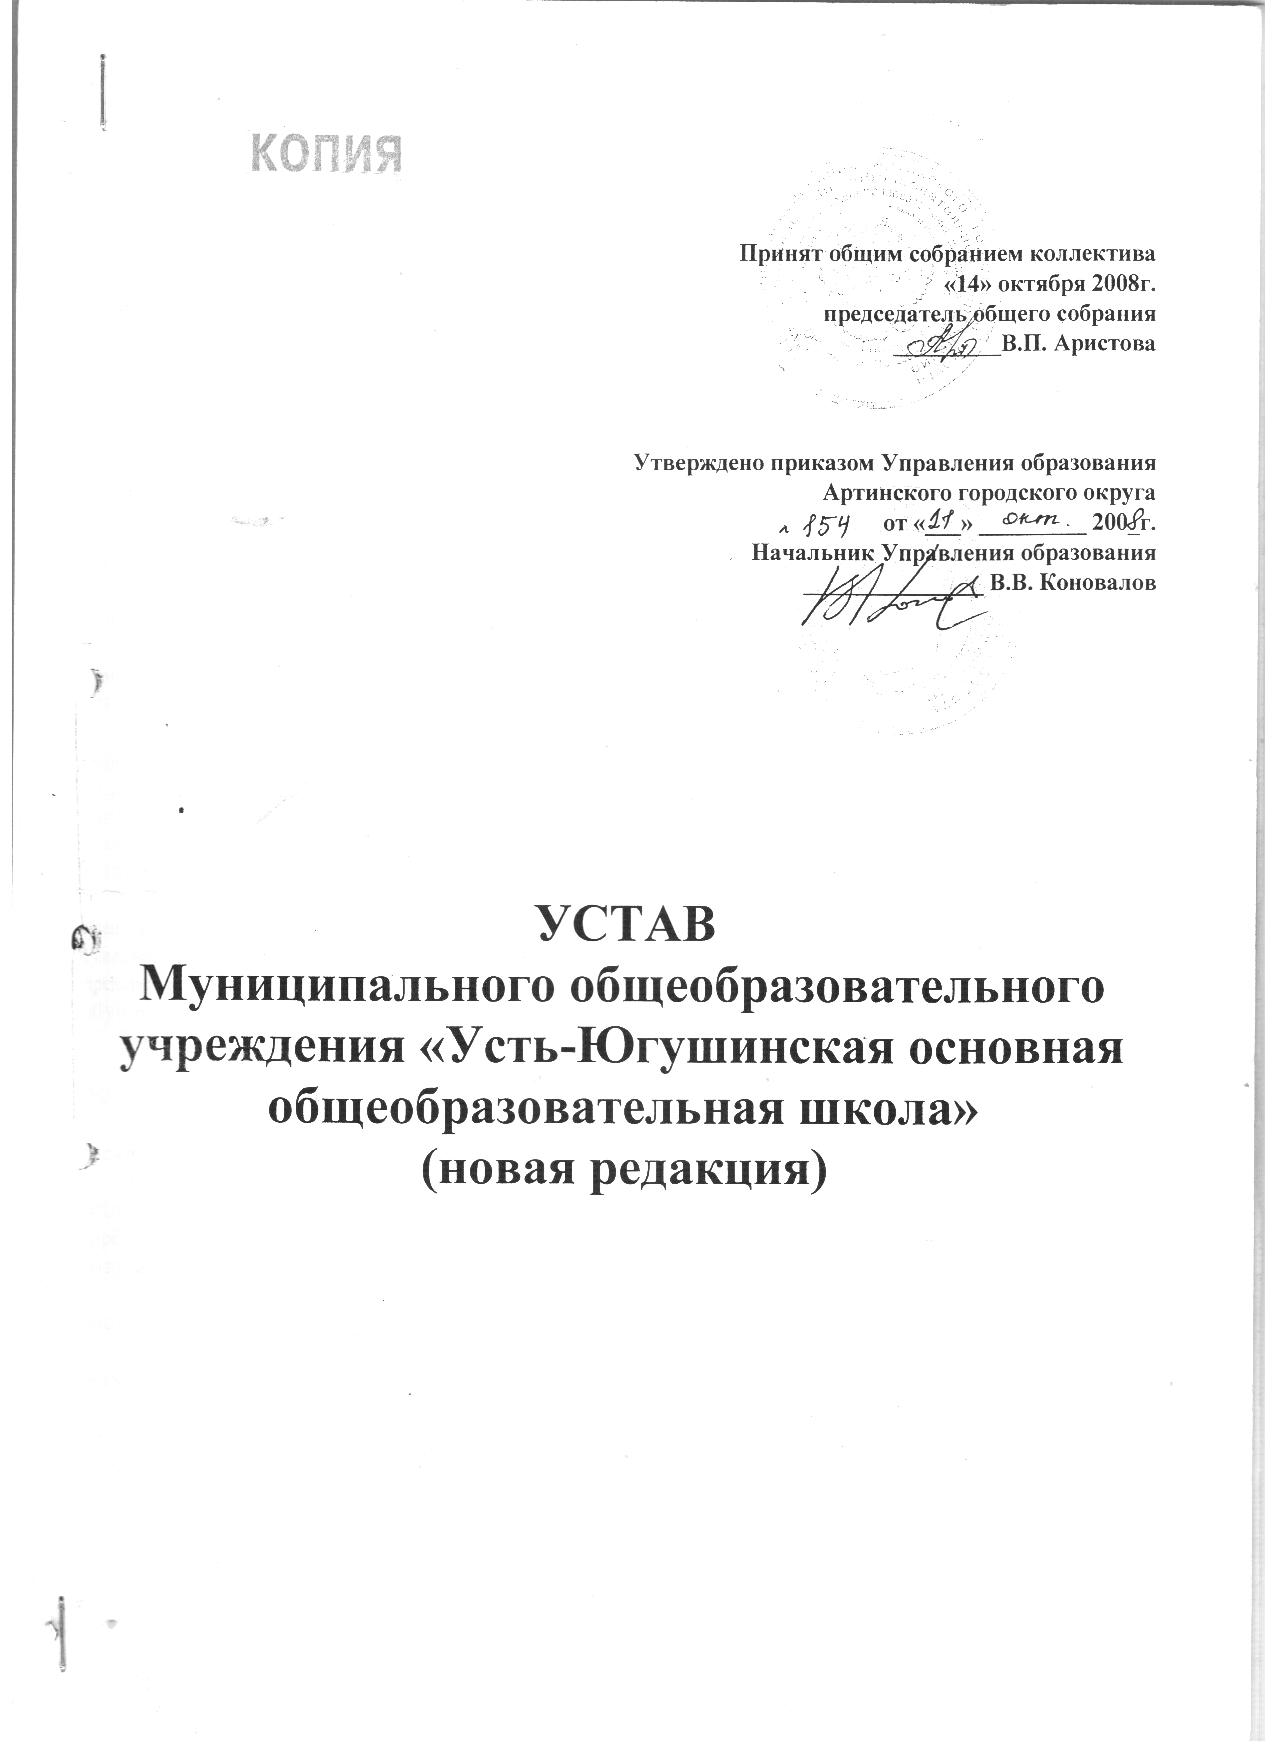 КОПИЯ
Принят общим собранием коллектива
«14» октября 2008г.
председатель общего собрания
В.П. Аристова
Утверждено приказом Управления образования
Артинского городского округа
от «11» окт. 2008г.
Начальник Управления образования
В.В. Коновалов
УСТАВ
Муниципального общеобразовательного
учреждения «Усть-Югушинская основная
общеобразовательная школа»
(новая редакция)